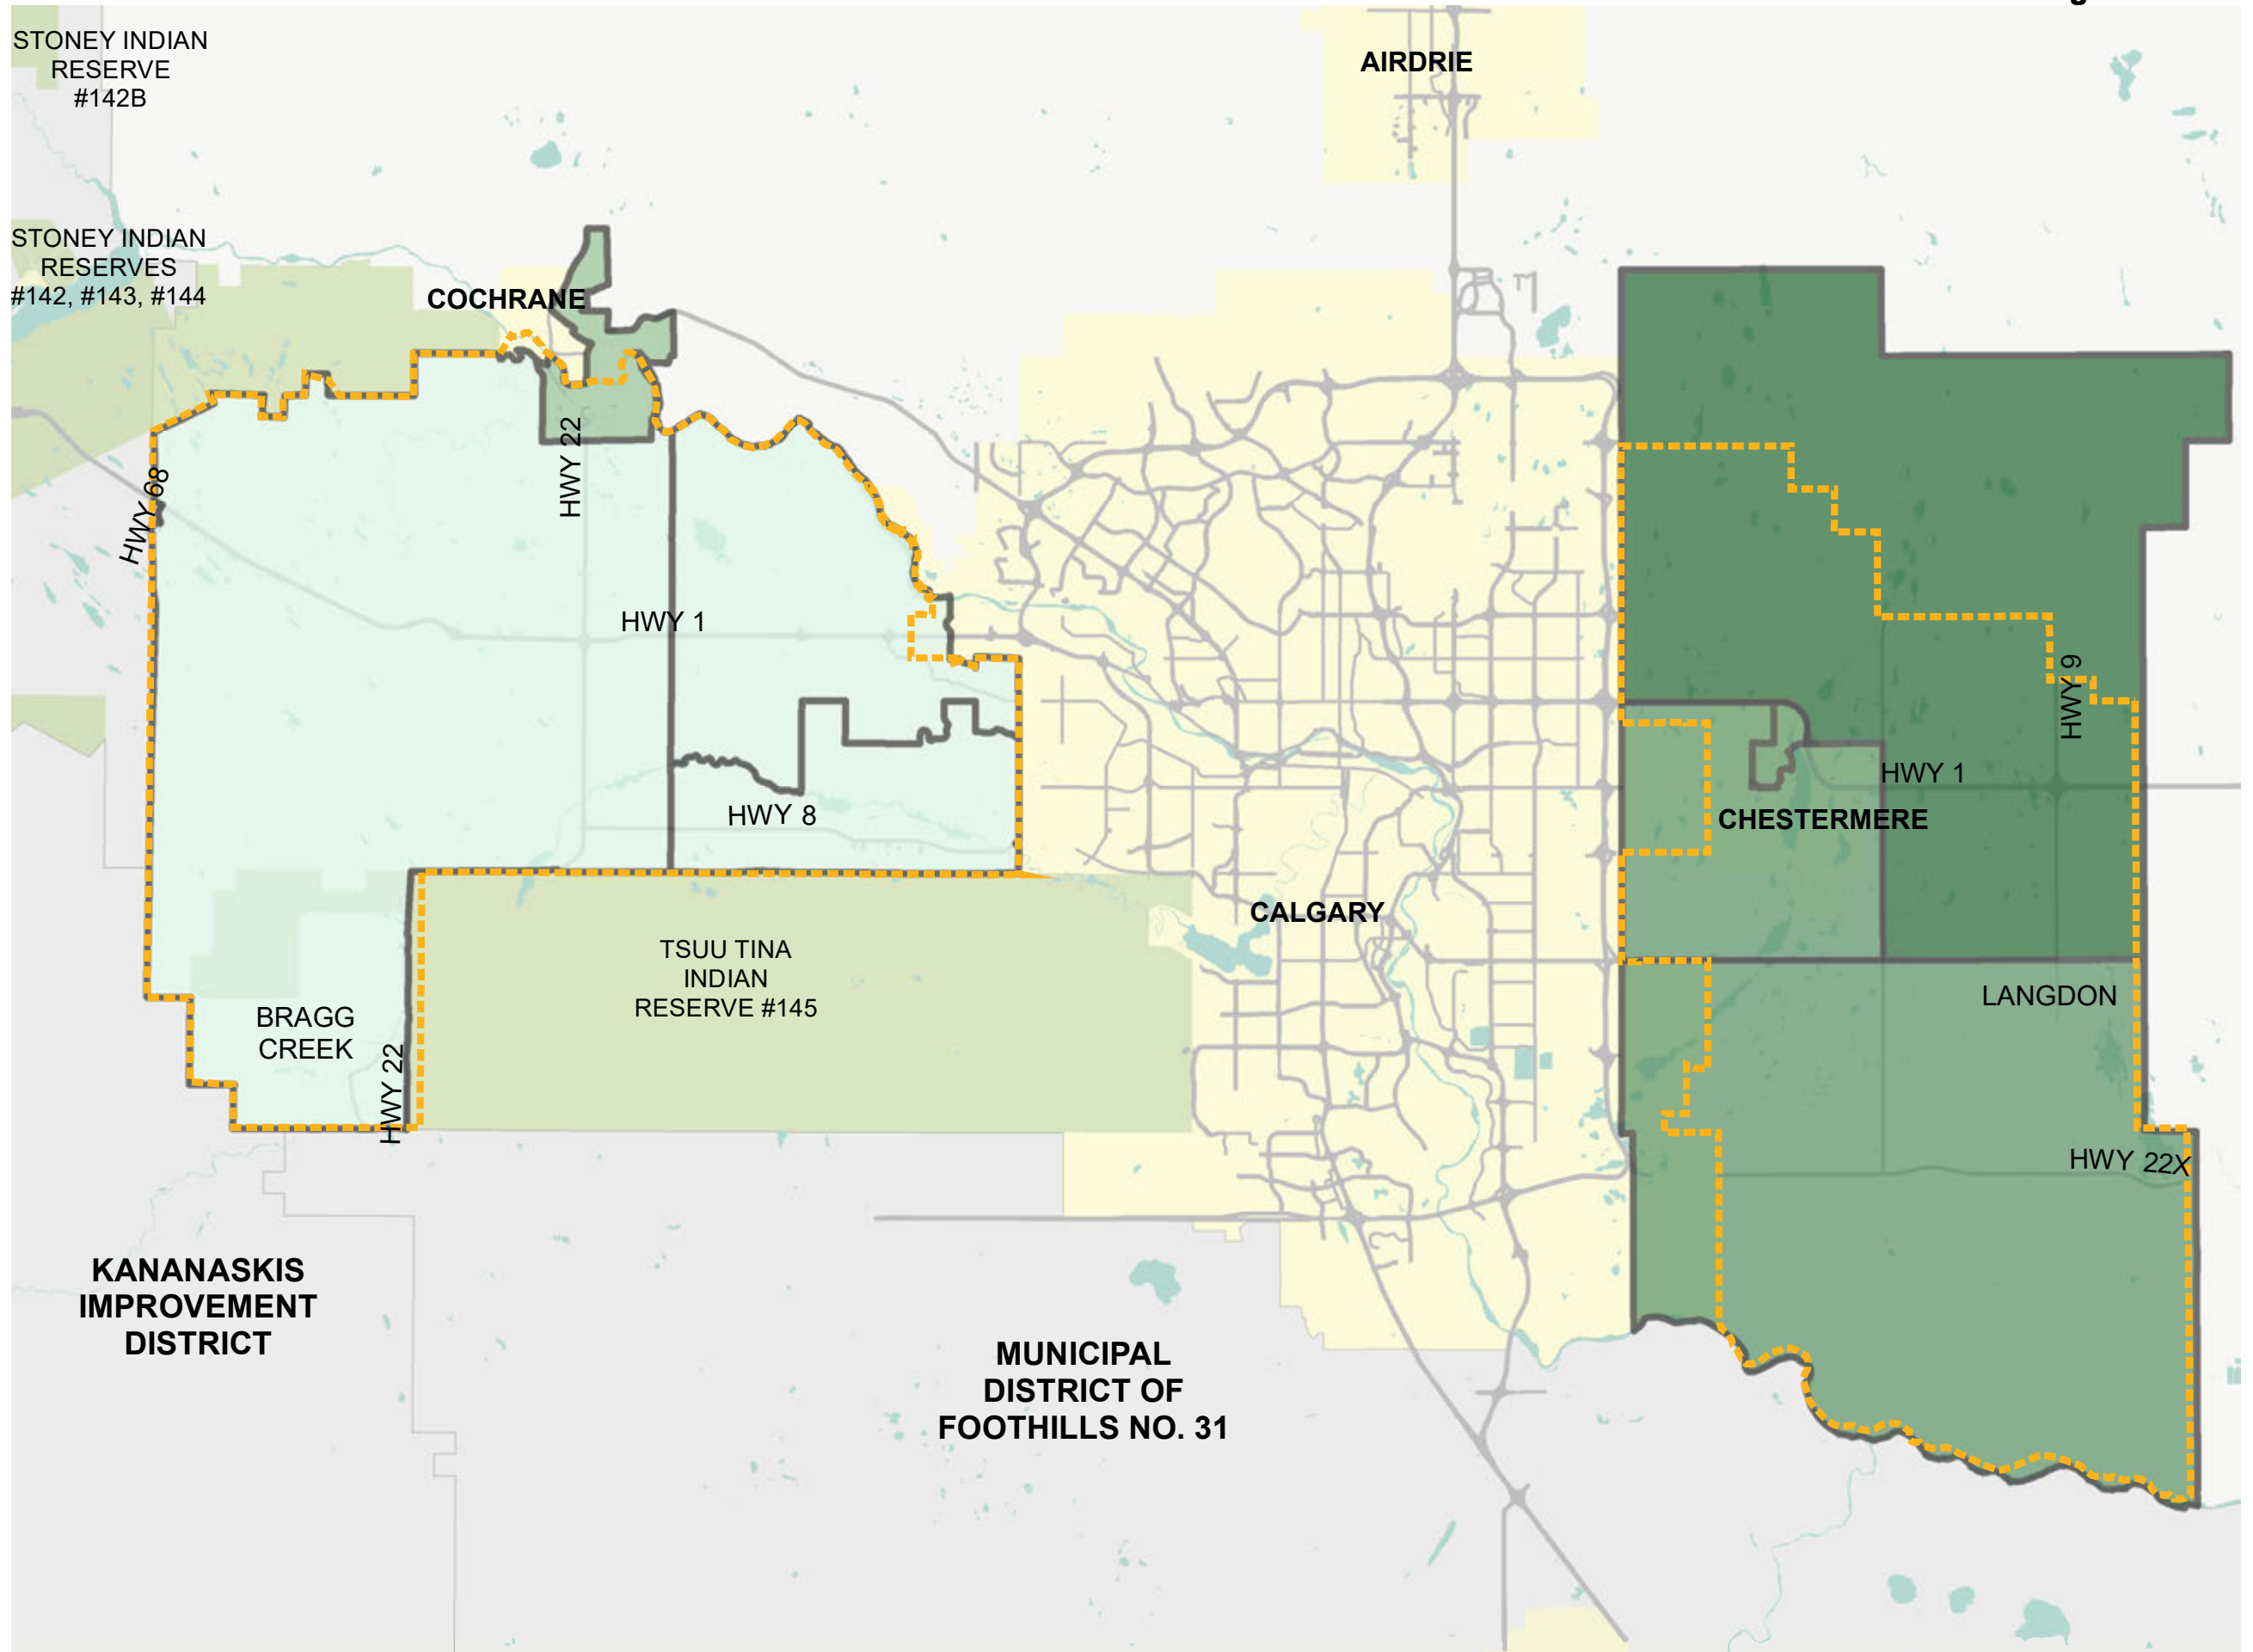 STONEY INDIAN
RESERVE
#142B
AIRDRIE
STONEY INDIAN
RESERVES
#142, #143, #144
COCHRANE
HWY 22
HWY 68
HWY 1
HWY 9
HWY 1
HWY 8
CHESTERMERE
CALGARY
TSUU TINA
INDIAN
RESERVE #145
LANGDON
BRAGG
CREEK
HWY 22
HWY 22X
KANANASKIS
IMPROVEMENT
DISTRICT
MUNICIPAL
DISTRICT OF
FOOTHILLS NO. 31